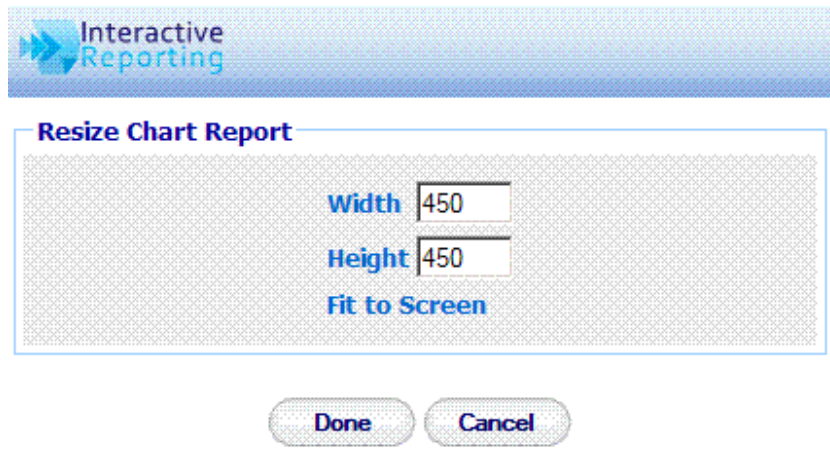 Interactive
Reporting
Resize Chart Report
Width 450
Height 450
Fit to Screen
Done Cancel